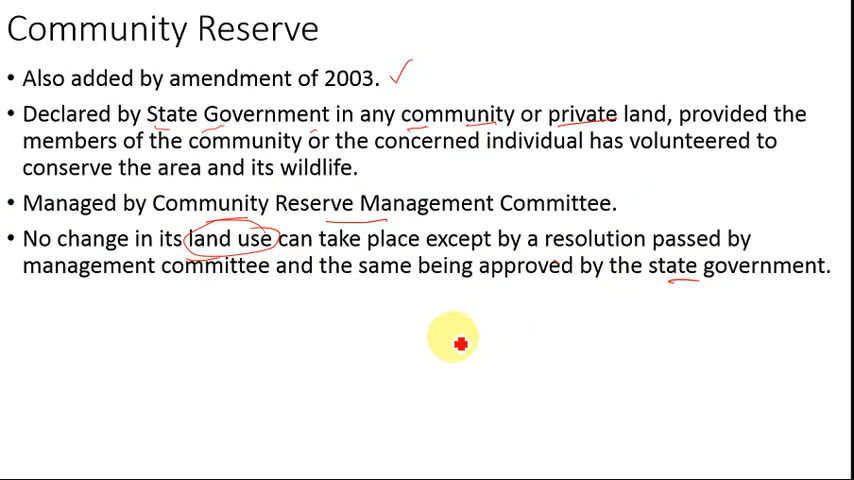 Community Reserve
• Also added by amendment of 2003.
• Declared by State Government in any community or private land, provided the
members of the community or the concerned individual has volunteered to
conserve the area and its wildlife.
• Managed by Community Reserve Management Committee.
• No change in its land use can take place except by a resolution passed by
management committee and the same being approved by the state government.